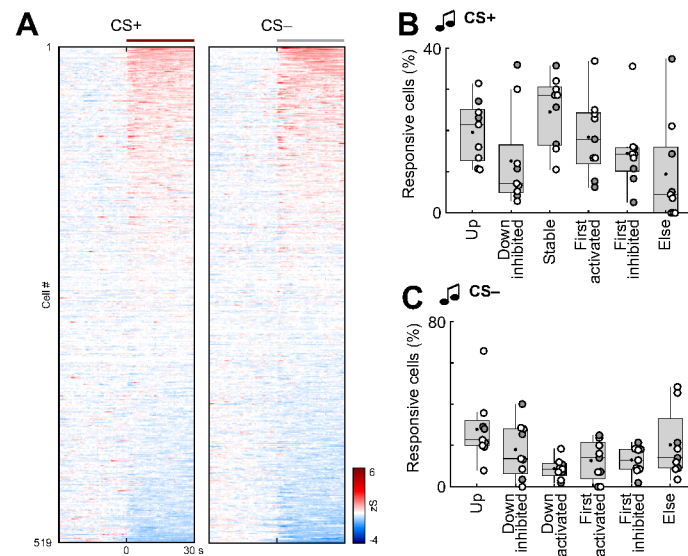 A
CS+
CS–
1
Cell #
519
0
30 s
6
zS
-4
B
CS+
40
Responsive cells (%)
0
Up
Down
inhibited
Stable
First
activated
First
inhibited
Else
C
CS–
80
Responsive cells (%)
0
Up
Down
inhibited
Down
activated
First
activated
First
inhibited
Else